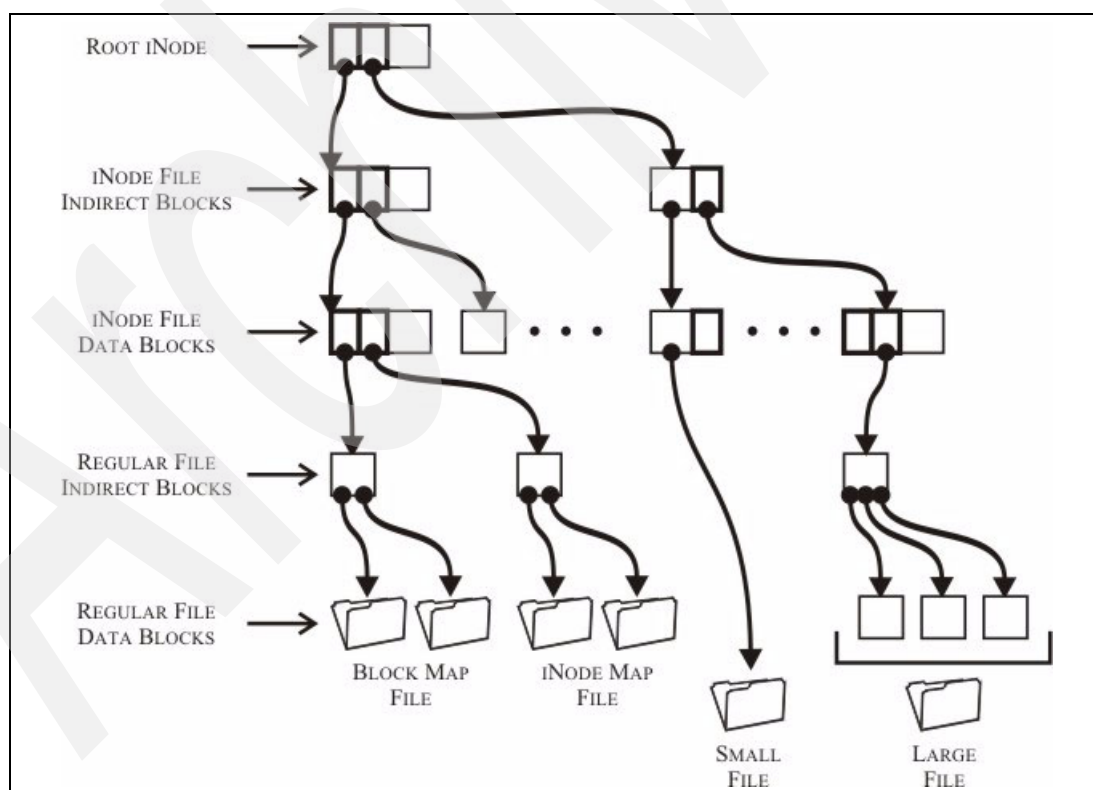 ROOT INODE
INODE FILE
INDIRECT BLOCKS
INODE FILE
DATA BLOCKS
REGULAR FILE
INDIRECT BLOCKS
REGULAR FILE
DATA BLOCKS
BLOCK MAP
FILE
INODE MAP
FILE
SMALL
FILE
LARGE
FILE